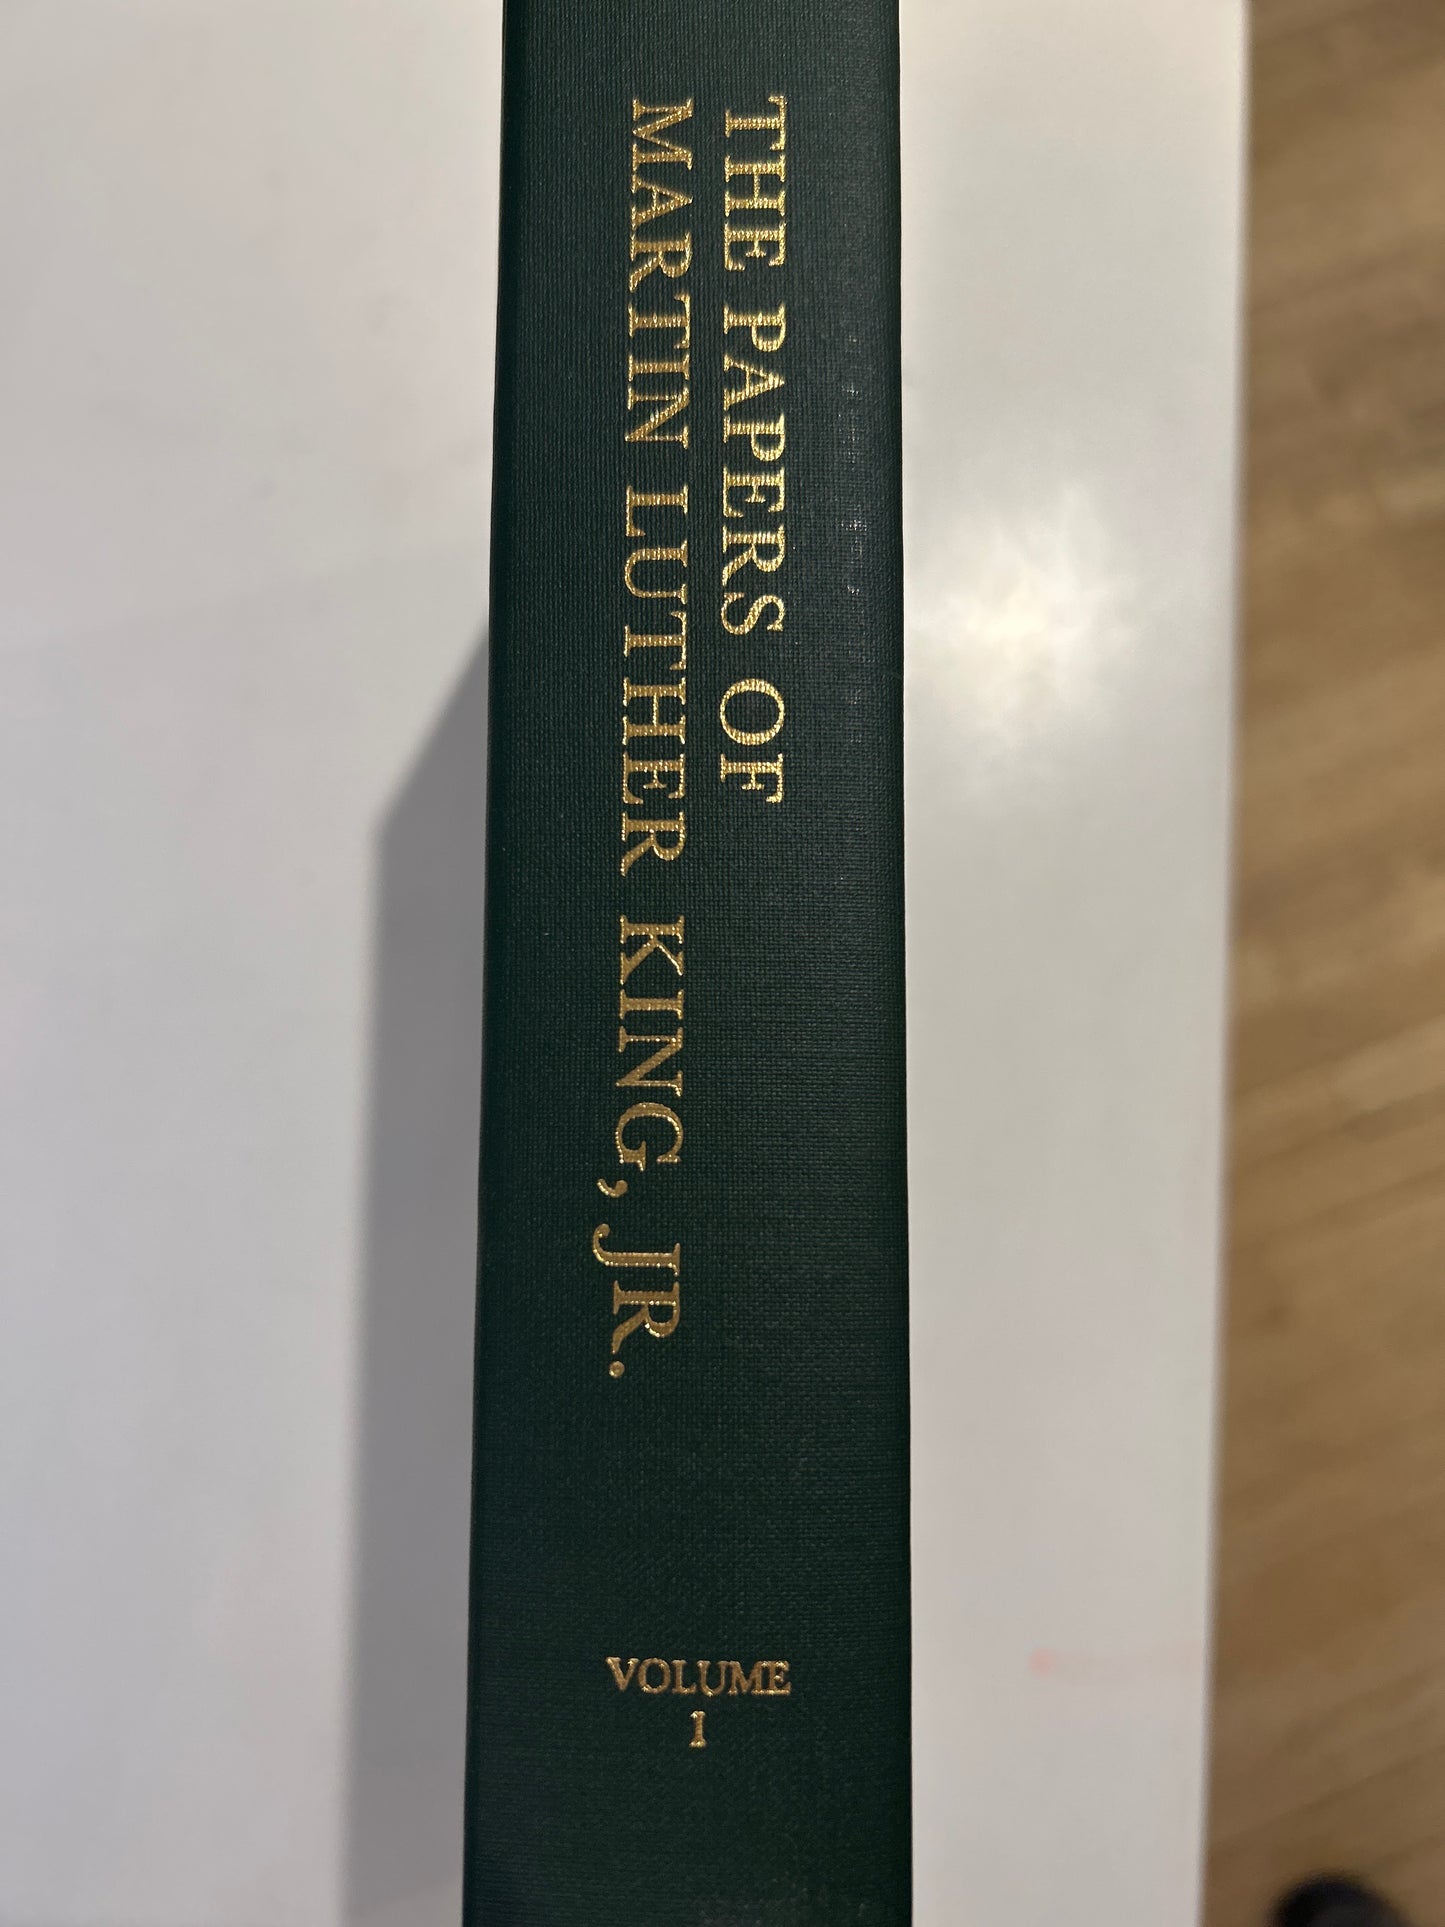 THE PAPERS OF
MARTIN LUTHER KING, JR.
VOLUME
1